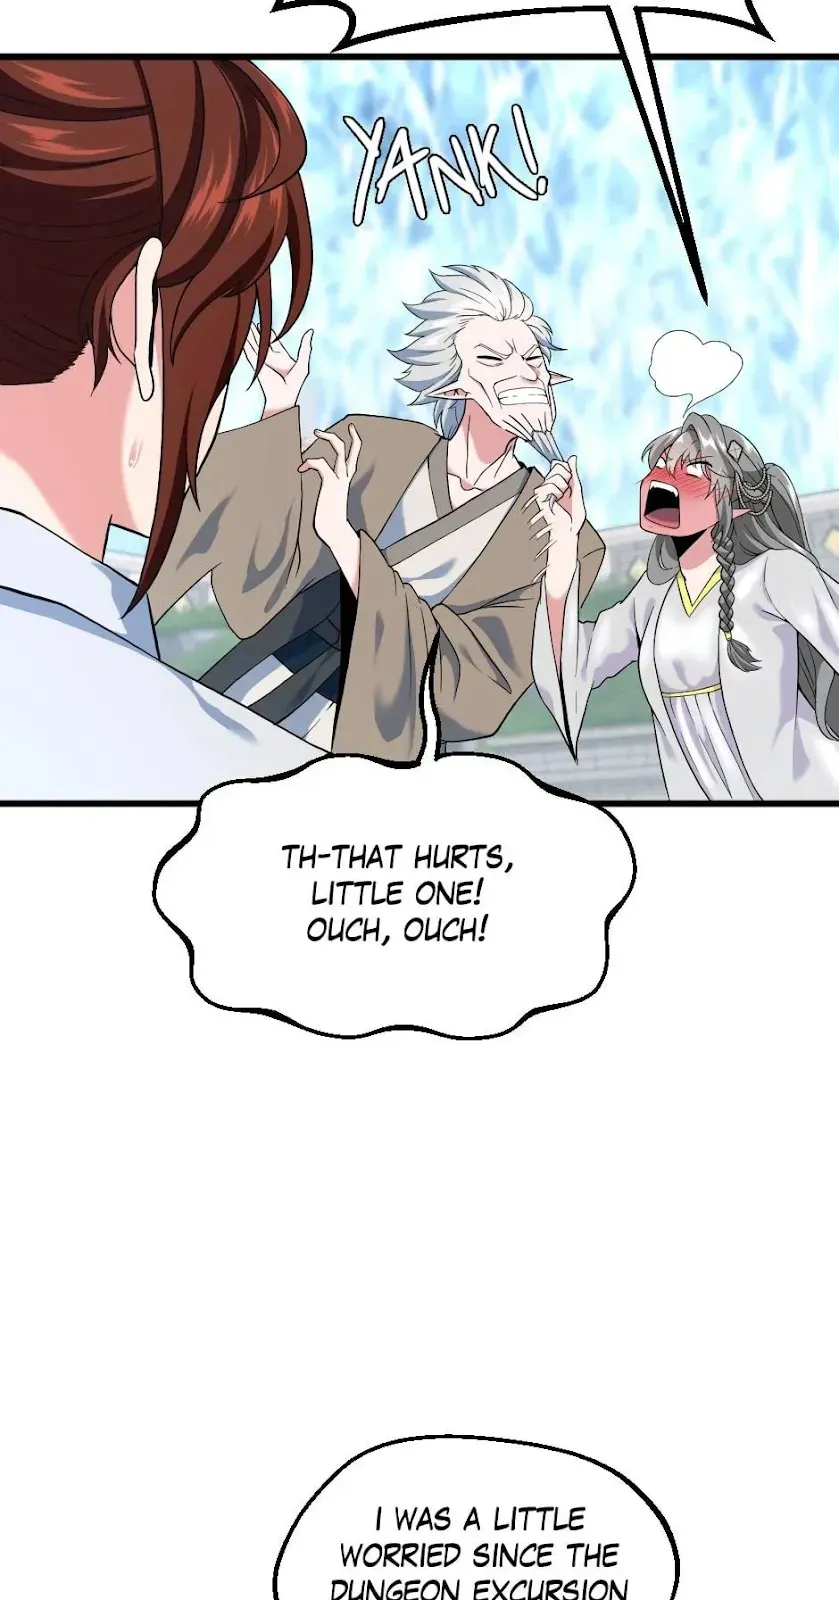 YANK!
TH-THAT HURTS,
LITTLE ONE!
OUCH, OUCH!
I WAS A LITTLE
WORRIED SINCE THE
DUNGEON EXCURSION